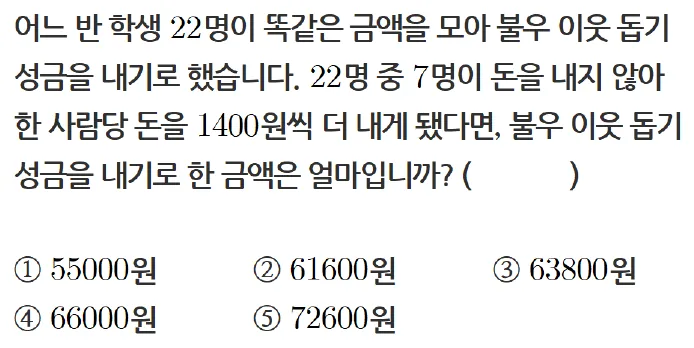 어느 반 학생 22명이 똑같은 금액을 모아 불우 이웃 돕기
성금을 내기로 했습니다. 22명 중 7명이 돈을 내지 않아
한 사람당 돈을 1400원씩 더 내게 됐다면, 불우 이웃 돕기
성금을 내기로 한 금액은 얼마입니까? ( )
① 55000원 ② 61600원 ③ 63800원
④ 66000원 ⑤ 72600원